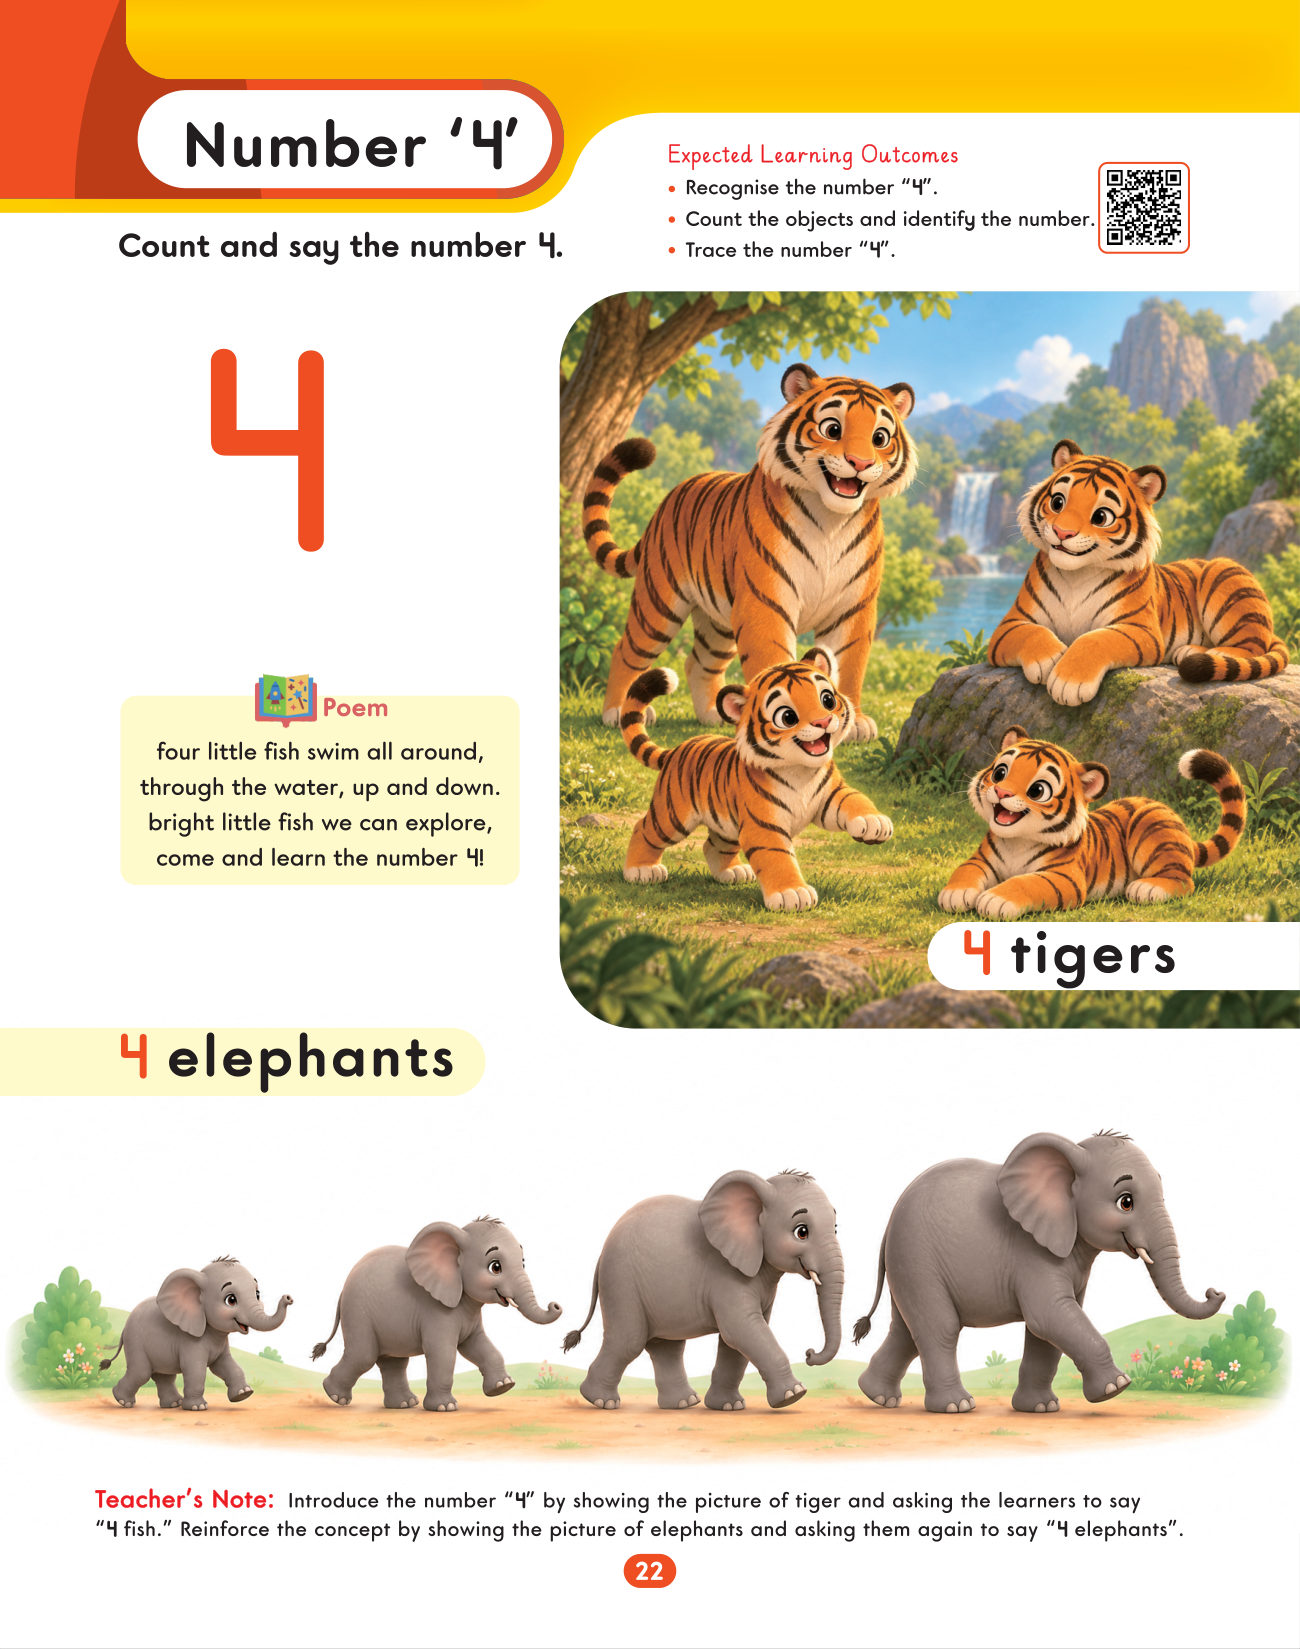 Number ‘4’
Expected Learning Outcomes
• Recognise the number “4”.
• Count the objects and identify the number.
• Trace the number “4”.
Count and say the number 4.
4
Poem
four little fish swim all around,
through the water, up and down.
bright little fish we can explore,
come and learn the number 4!
4 tigers
4 elephants
Teacher’s Note: Introduce the number “4” by showing the picture of tiger and asking the learners to say
“4 fish.” Reinforce the concept by showing the picture of elephants and asking them again to say “4 elephants”.
22